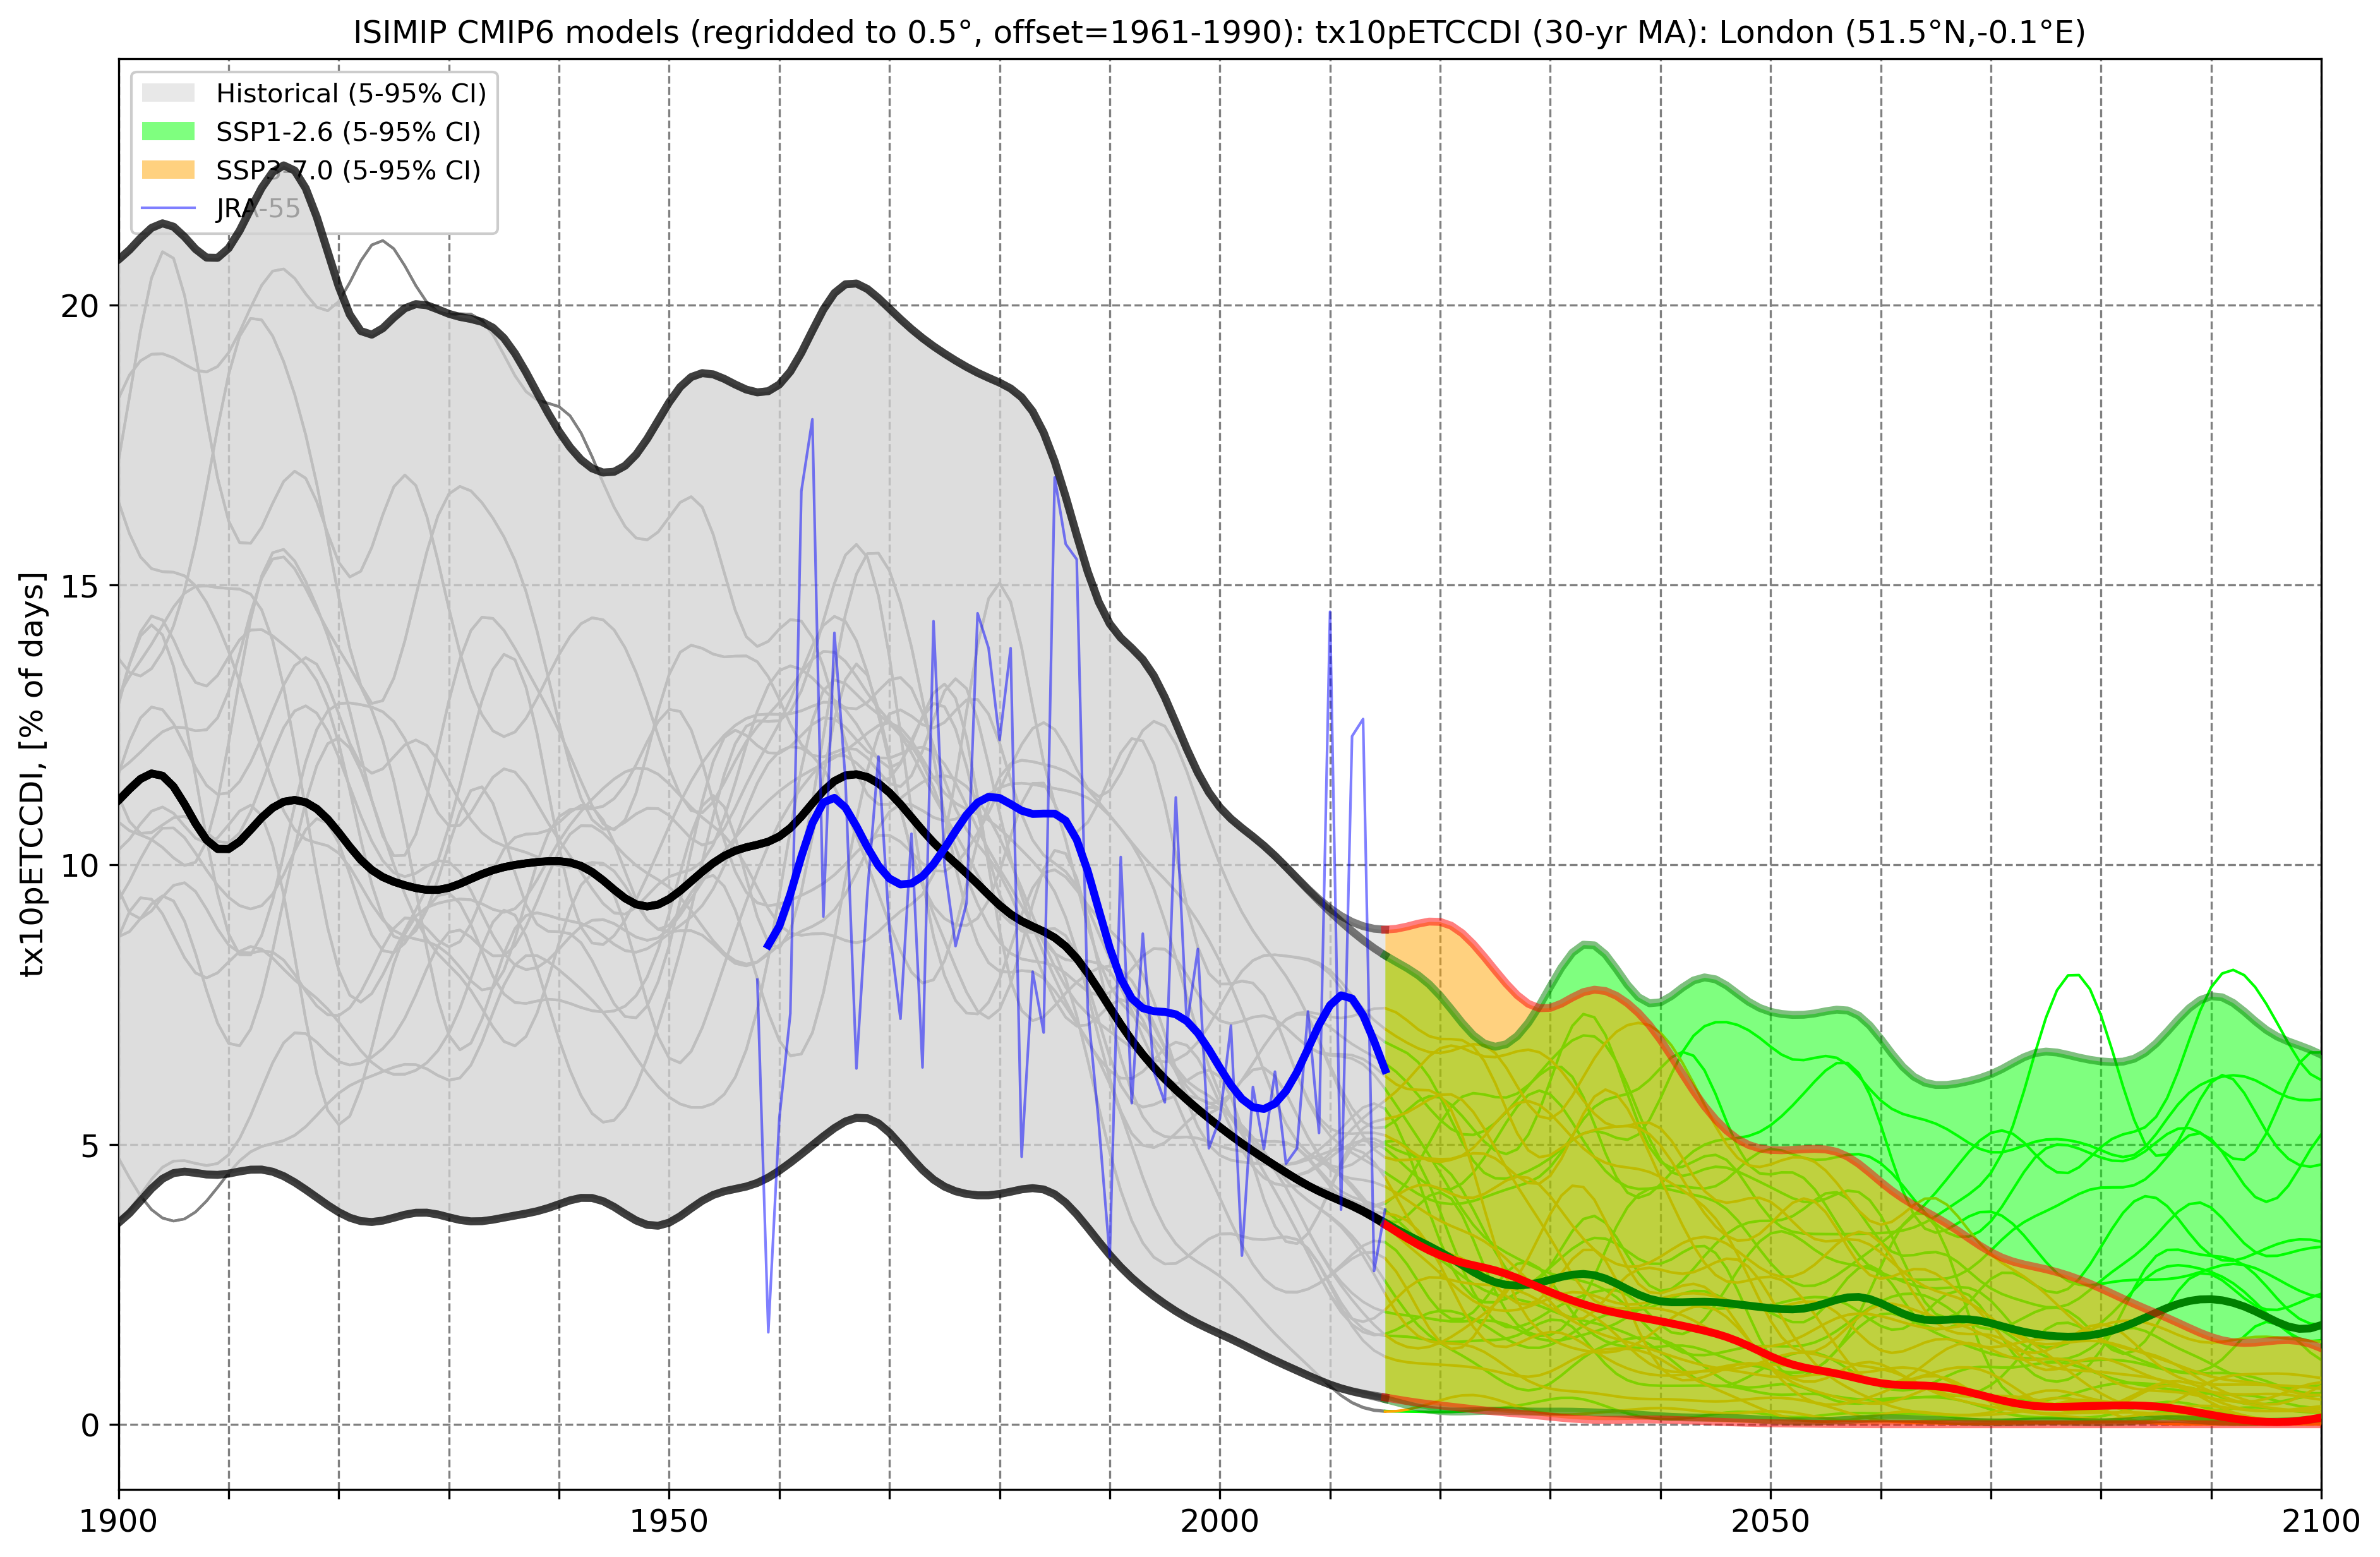 ISIMIP CMIP6 models (regridded to 0.5°, offset=1961-1990): tx10pETCCDI (30-yr MA): London (51.5°N,-0.1°E)
Historical (5-95% CI)
SSP1-2.6 (5-95% CI)
SSP3-7.0 (5-95% CI)
JRA-55
tx10pETCCDI, [% of days]
20
15
10
5
0
1900
1950
2000
2050
2100